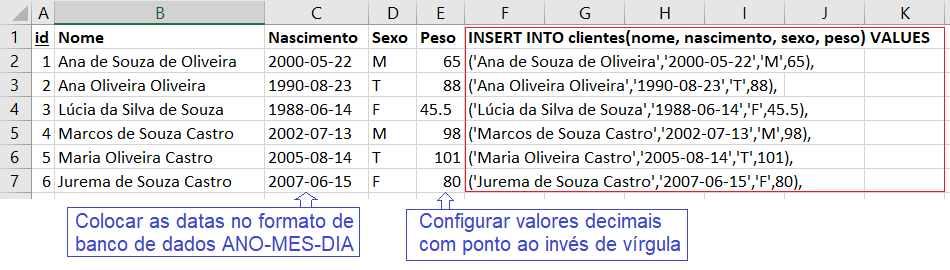 A B C D E F G H I J K
1 id Nome Nascimento Sexo Peso INSERT INTO clientes(nome, nascimento, sexo, peso) VALUES
2 1 Ana de Souza de Oliveira 2000-05-22 M 65 ('Ana de Souza de Oliveira','2000-05-22','M',65),
3 2 Ana Oliveira Oliveira 1990-08-23 T 88 ('Ana Oliveira Oliveira','1990-08-23','T',88),
4 3 Lúcia da Silva de Souza 1988-06-14 F 45.5 ('Lúcia da Silva de Souza','1988-06-14','F',45.5),
5 4 Marcos de Souza Castro 2002-07-13 M 98 ('Marcos de Souza Castro','2002-07-13','M',98),
6 5 Maria Oliveira Castro 2005-08-14 T 101 ('Maria Oliveira Castro','2005-08-14','T',101),
7 6 Jurema de Souza Castro 2007-06-15 F 80 ('Jurema de Souza Castro','2007-06-15','F',80),
Colocar as datas no formato de
banco de dados ANO-MES-DIA
Configurar valores decimais
com ponto ao invés de vírgula